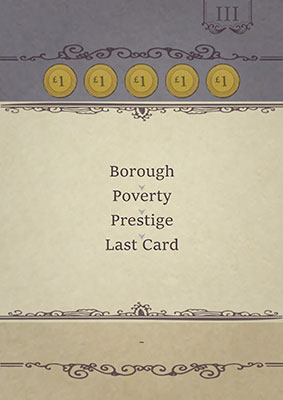 III
£1 £1 £1 £1 £1
Borough
Poverty
Prestige
Last Card
-